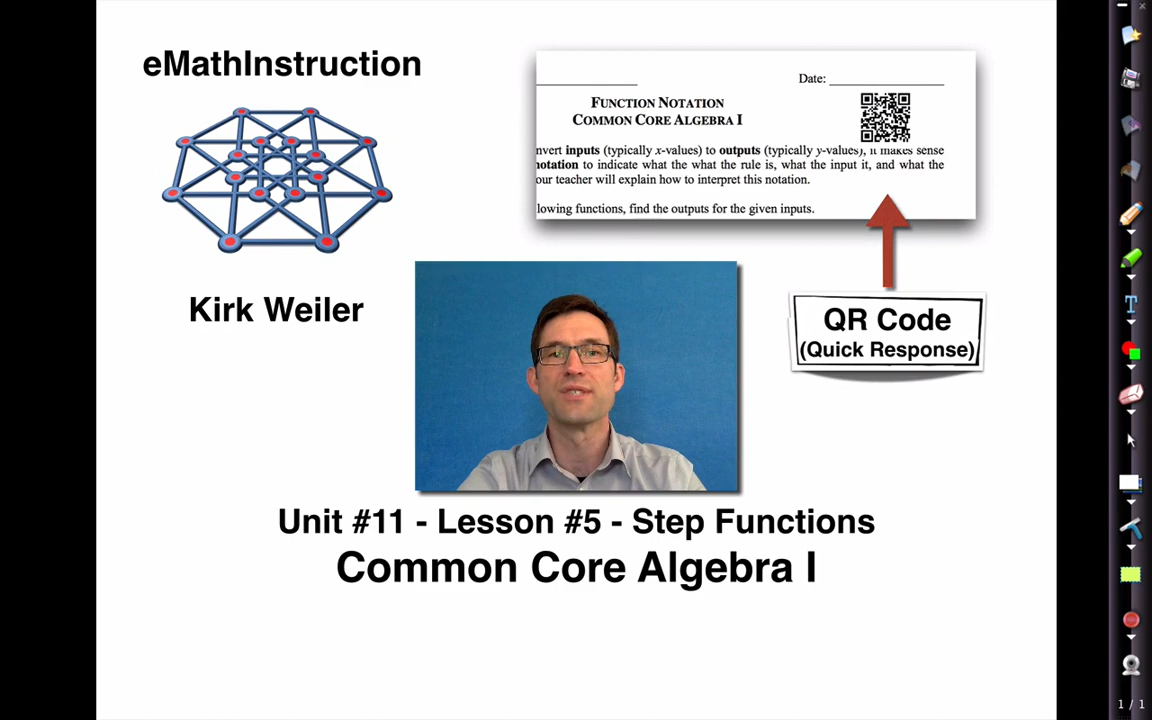 eMathInstruction
Date:
FUNCTION NOTATION
COMMON CORE ALGEBRA I
nvert inputs (typically x-values) to outputs (typically y-values), it makes sense
notation to indicate what the what the rule is, what the input it, and what the
our teacher will explain how to interpret this notation.
lowing functions, find the outputs for the given inputs.
Kirk Weiler
QR Code
(Quick Response)
Unit #11 - Lesson #5 - Step Functions
Common Core Algebra I
T
1 / 1